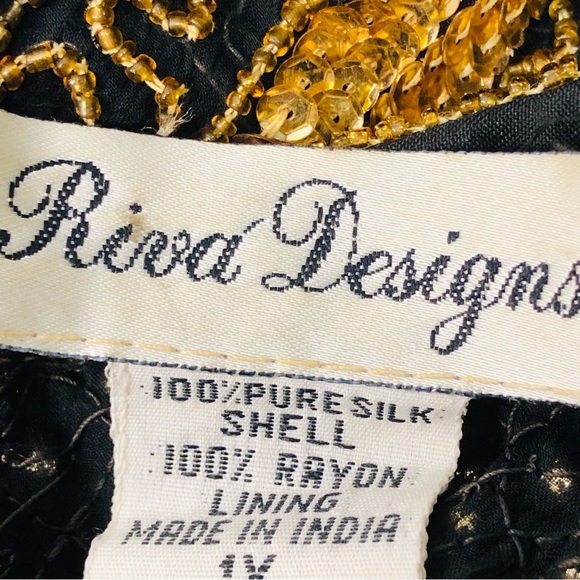 Riva Designs
100% PURE SILK
SHELL
100% RAYON
LINING
MADE IN INDIA
1X